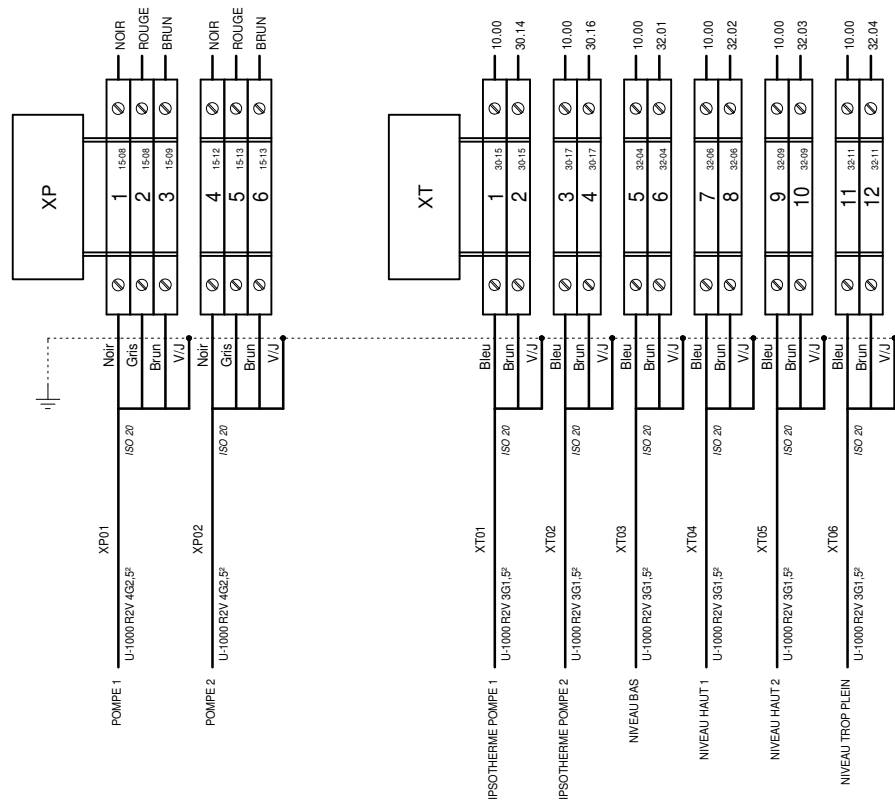 NOIR
ROUGE
BRUN
NOIR
ROUGE
BRUN
XP
1 15-08
2 15-08
3 15-09
4 15-12
5 15-13
6 15-13
Noir
Gris
Brun
V/J
Noir
Gris
Brun
V/J
ISO 20
ISO 20
XP01
XP02
U-1000 R2V 4G2,5²
U-1000 R2V 4G2,5²
POMPE 1
POMPE 2
10.00
30.14
10.00
30.16
10.00
32.01
10.00
32.02
10.00
32.03
10.00
32.04
XT
1 30-15
2 30-15
3 30-17
4 30-17
5 32-04
6 32-04
7 32-06
8 32-06
9 32-09
10 32-09
11 32-11
12 32-11
Bleu
Brun
V/J
Bleu
Brun
V/J
Bleu
Brun
V/J
Bleu
Brun
V/J
Bleu
Brun
V/J
Bleu
Brun
V/J
ISO 20
ISO 20
ISO 20
ISO 20
ISO 20
ISO 20
XT01
XT02
XT03
XT04
XT05
XT06
U-1000 R2V 3G1,5²
U-1000 R2V 3G1,5²
U-1000 R2V 3G1,5²
U-1000 R2V 3G1,5²
U-1000 R2V 3G1,5²
U-1000 R2V 3G1,5²
IPSOTHERME POMPE 1
IPSOTHERME POMPE 2
NIVEAU BAS
NIVEAU HAUT 1
NIVEAU HAUT 2
NIVEAU TROP PLEIN